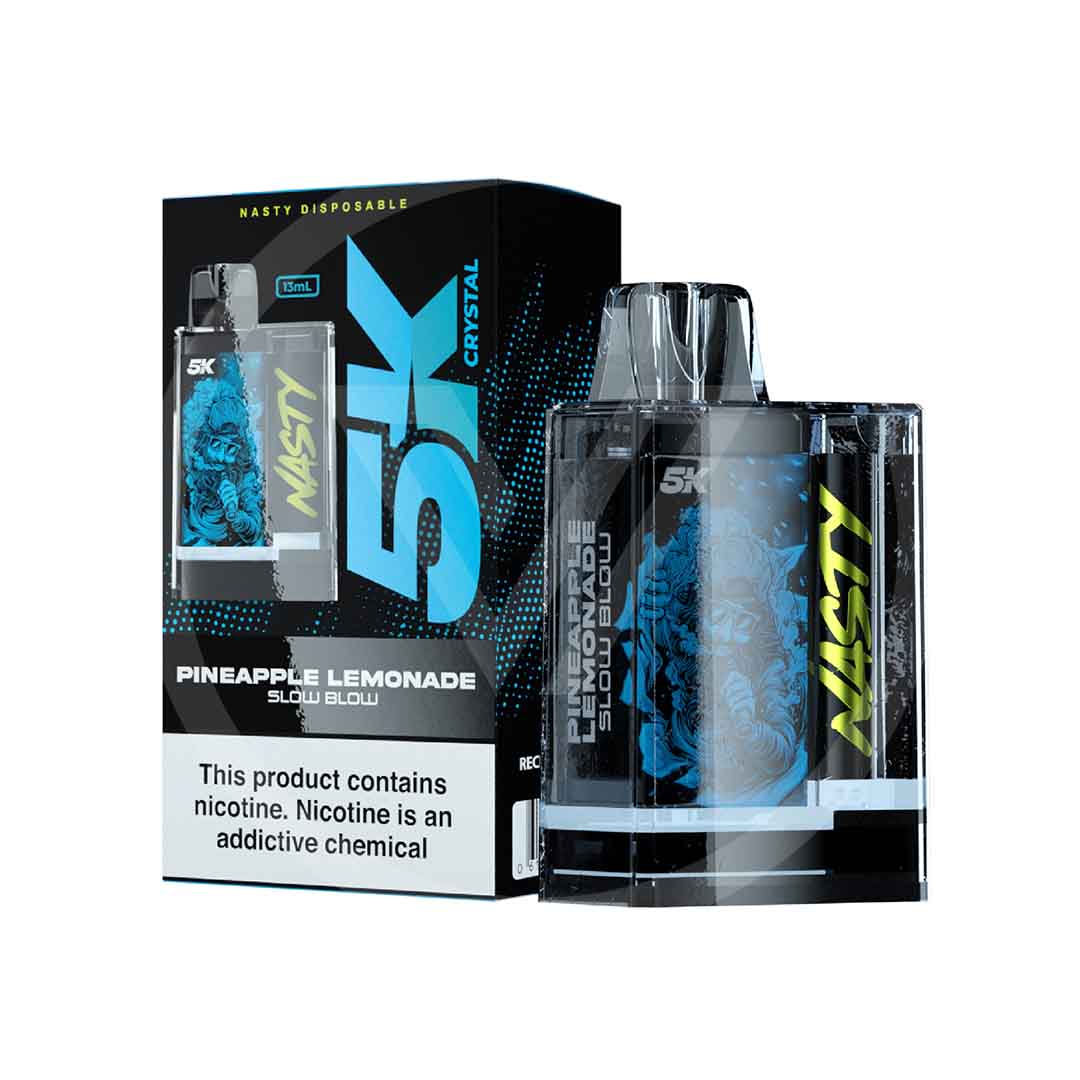 NASTY DISPOSABLE
13mL
5K
CRYSTAL
5K
NASTY
PINEAPPLE LEMONADE
SLOW BLOW
This product contains
nicotine. Nicotine is an
addictive chemical
5K
PINEAPPLE
LEMONADE
SLOW BLOW
NASTY